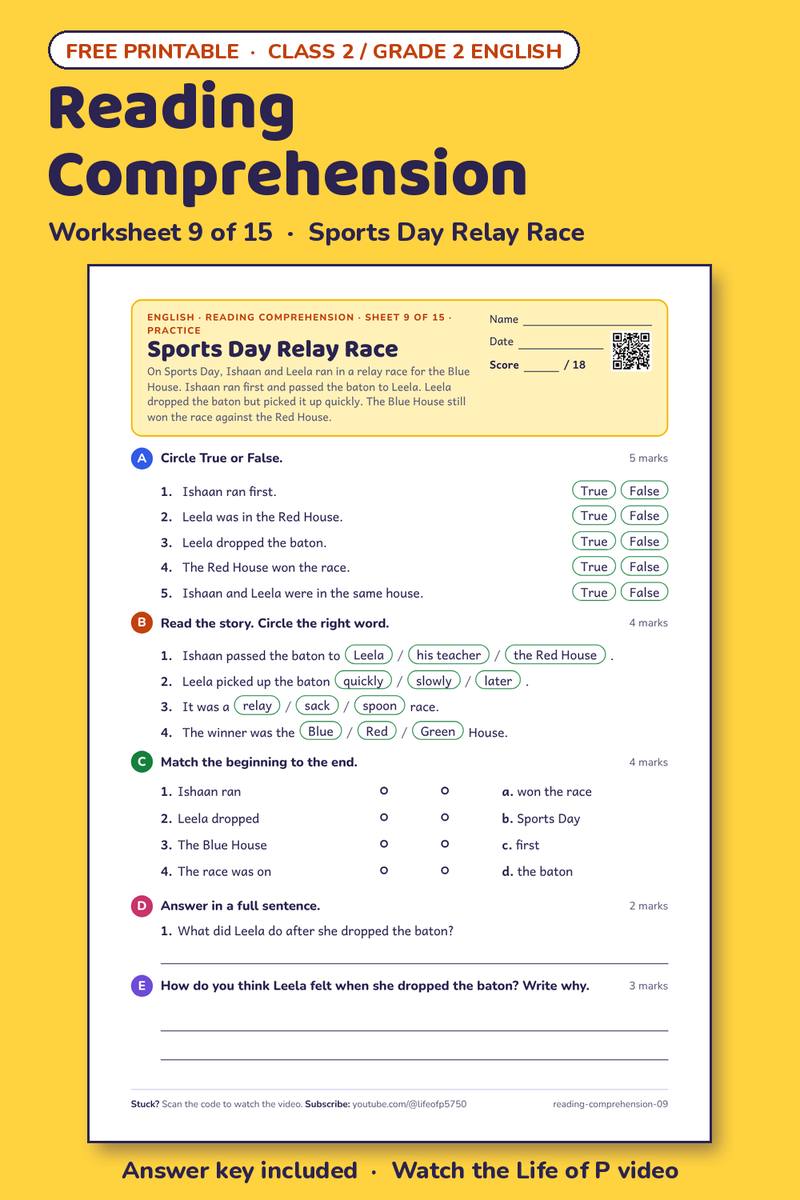 FREE PRINTABLE · CLASS 2 / GRADE 2 ENGLISH
Reading
Comprehension
Worksheet 9 of 15 · Sports Day Relay Race
ENGLISH · READING COMPREHENSION · SHEET 9 OF 15 ·
PRACTICE
Sports Day Relay Race
On Sports Day, Ishaan and Leela ran in a relay race for the Blue
House. Ishaan ran first and passed the baton to Leela. Leela
dropped the baton but picked it up quickly. The Blue House still
won the race against the Red House.
Name
Date
Score ______ / 18
A Circle True or False. 5 marks
1. Ishaan ran first. True False
2. Leela was in the Red House. True False
3. Leela dropped the baton. True False
4. The Red House won the race. True False
5. Ishaan and Leela were in the same house. True False
B Read the story. Circle the right word. 4 marks
1. Ishaan passed the baton to Leela / his teacher / the Red House .
2. Leela picked up the baton quickly / slowly / later .
3. It was a relay / sack / spoon race.
4. The winner was the Blue / Red / Green House.
C Match the beginning to the end. 4 marks
1. Ishaan ran a. won the race
2. Leela dropped b. Sports Day
3. The Blue House c. first
4. The race was on d. the baton
D Answer in a full sentence. 2 marks
1. What did Leela do after she dropped the baton?
E How do you think Leela felt when she dropped the baton? Write why. 3 marks
Stuck? Scan the code to watch the video. Subscribe: youtube.com/@lifeofp5750 reading-comprehension-09
Answer key included · Watch the Life of P video